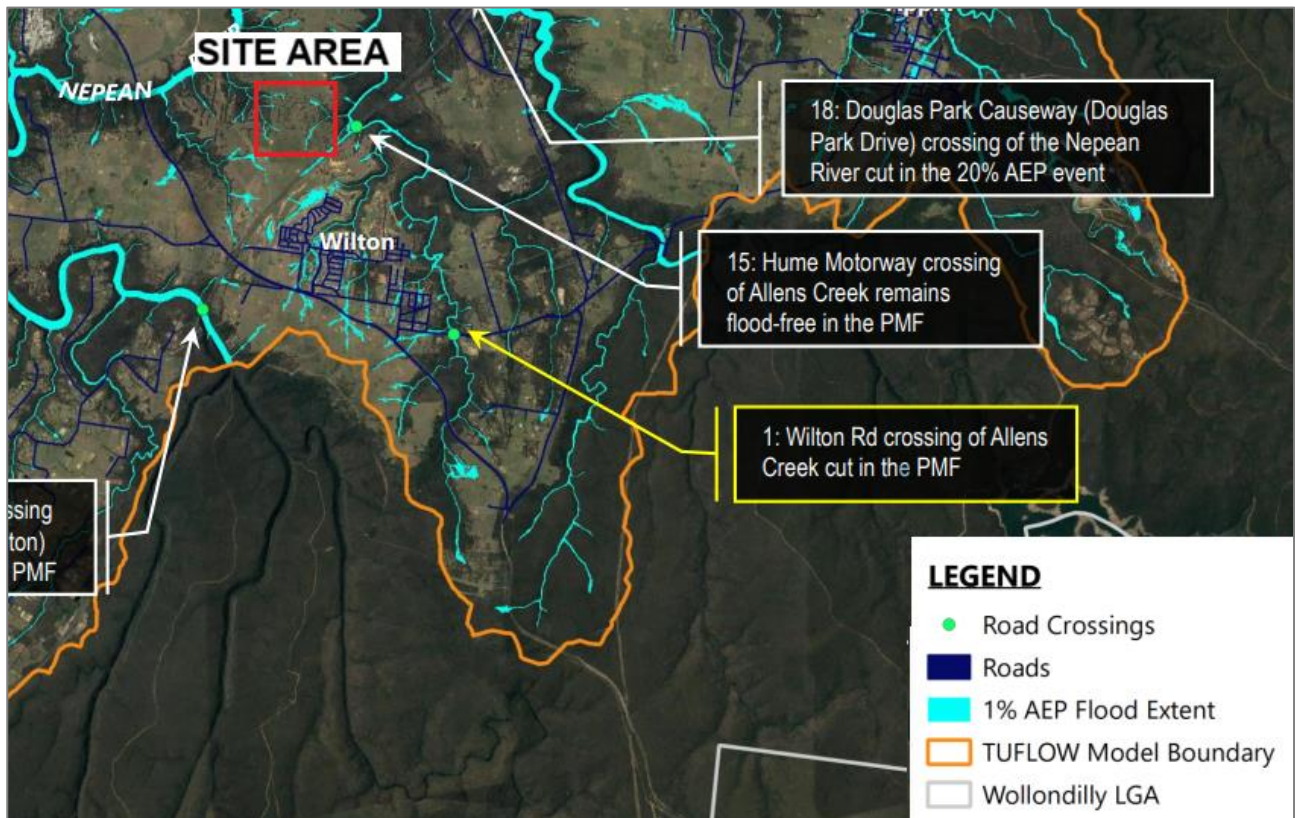 SITE AREA
NEPEAN
Wilton
18: Douglas Park Causeway (Douglas
Park Drive) crossing of the Nepean
River cut in the 20% AEP event
15: Hume Motorway crossing
of Allens Creek remains
flood-free in the PMF
1: Wilton Rd crossing of Allens
Creek cut in the PMF
ssing
ton)
PMF
LEGEND
Road Crossings
Roads
1% AEP Flood Extent
TUFLOW Model Boundary
Wollondilly LGA